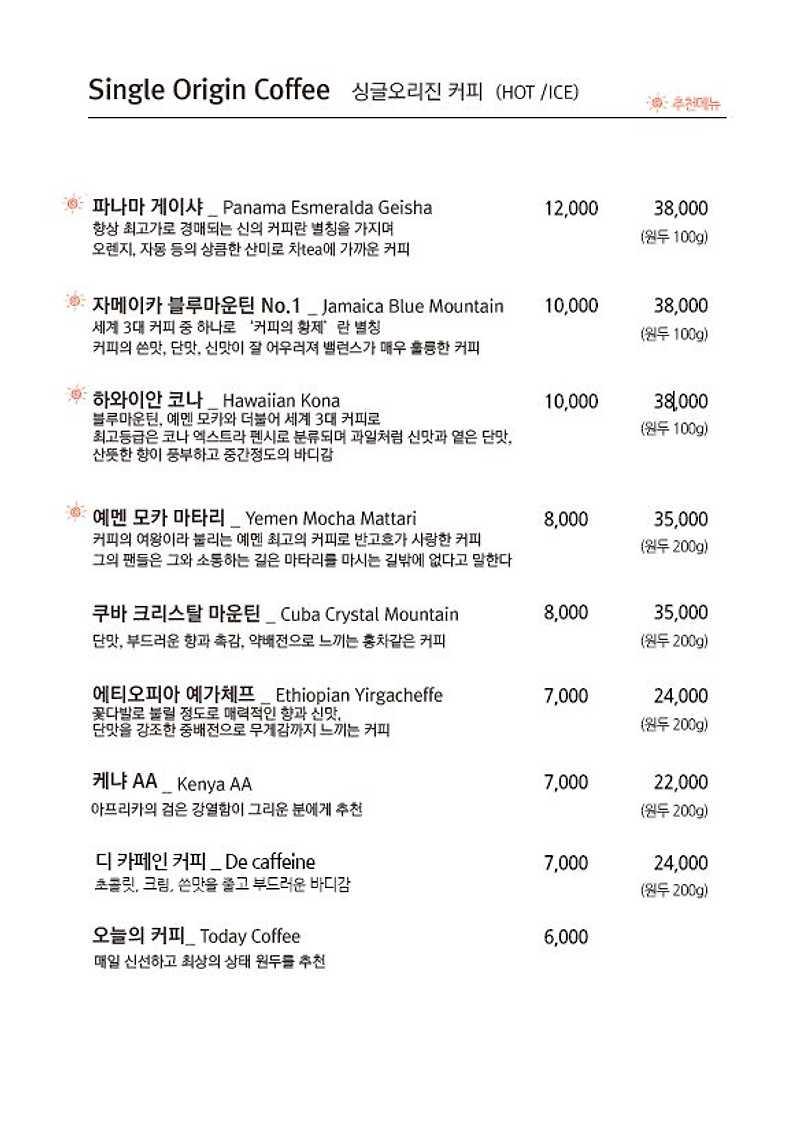 Single Origin Coffee 싱글오리진 커피 (HOT /ICE)
추천메뉴
파나마 게이샤 _ Panama Esmeralda Geisha 12,000 38,000
항상 최고가로 경매되는 신의 커피란 별칭을 가지며
(원두 100g)
오렌지, 자몽 등의 상큼한 산미로 차tea에 가까운 커피
자메이카 블루마운틴 No.1 _ Jamaica Blue Mountain 10,000 38,000
세계 3대 커피 중 하나로 ‘커피의 황제’ 란 별칭
(원두 100g)
커피의 쓴맛, 단맛, 신맛이 잘 어우러져 밸런스가 매우 훌륭한 커피
하와이안 코나 _ Hawaiian Kona 10,000 38,000
블루마운틴, 예멘 모카와 더불어 세계 3대 커피로
(원두 100g)
최고등급은 코나 엑스트라 펜시로 분류되며 과일처럼 신맛과 옅은 단맛,
산뜻한 향이 풍부하고 중간정도의 바디감
예멘 모카 마타리 _ Yemen Mocha Mattari 8,000 35,000
커피의 여왕이라 불리는 예멘 최고의 커피로 반고흐가 사랑한 커피
(원두 200g)
그의 팬들은 그와 소통하는 길은 마타리를 마시는 길밖에 없다고 말한다
쿠바 크리스탈 마운틴 _ Cuba Crystal Mountain 8,000 35,000
단맛, 부드러운 향과 촉감, 약배전으로 느끼는 홍차같은 커피 (원두 200g)
에티오피아 예가체프 _ Ethiopian Yirgacheffe 7,000 24,000
꽃다발로 불릴 정도로 매력적인 향과 신맛,
(원두 200g)
단맛을 강조한 중배전으로 무게감까지 느끼는 커피
케냐 AA _ Kenya AA 7,000 22,000
아프리카의 검은 강열함이 그리운 분에게 추천 (원두 200g)
디 카페인 커피 _ De caffeine 7,000 24,000
초콜릿, 크림, 쓴맛을 줄고 부드러운 바디감 (원두 200g)
오늘의 커피_ Today Coffee 6,000
매일 신선하고 최상의 상태 원두를 추천